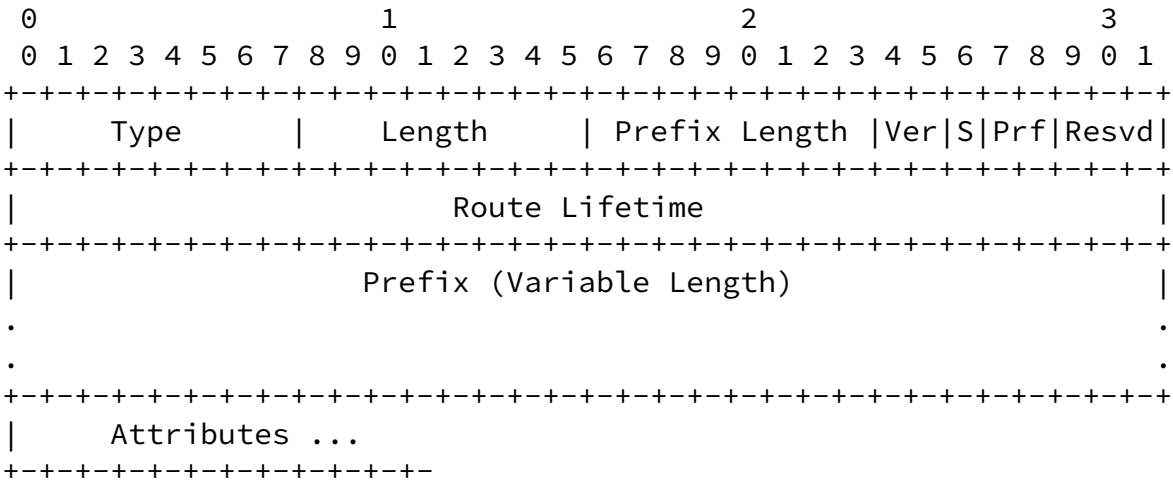 0                   1                   2                   3
 0 1 2 3 4 5 6 7 8 9 0 1 2 3 4 5 6 7 8 9 0 1 2 3 4 5 6 7 8 9 0 1
+-+-+-+-+-+-+-+-+-+-+-+-+-+-+-+-+-+-+-+-+-+-+-+-+-+-+-+-+-+-+-+-+
|     Type      |    Length     | Prefix Length |Ver|S|Prf|Resvd|
+-+-+-+-+-+-+-+-+-+-+-+-+-+-+-+-+-+-+-+-+-+-+-+-+-+-+-+-+-+-+-+-+
|                        Route Lifetime                         |
+-+-+-+-+-+-+-+-+-+-+-+-+-+-+-+-+-+-+-+-+-+-+-+-+-+-+-+-+-+-+-+-+
|                   Prefix (Variable Length)                    |
.                                                               .
.                                                               .
+-+-+-+-+-+-+-+-+-+-+-+-+-+-+-+-+-+-+-+-+-+-+-+-+-+-+-+-+-+-+-+-+
|     Attributes ...
+-+-+-+-+-+-+-+-+-+-+-+-